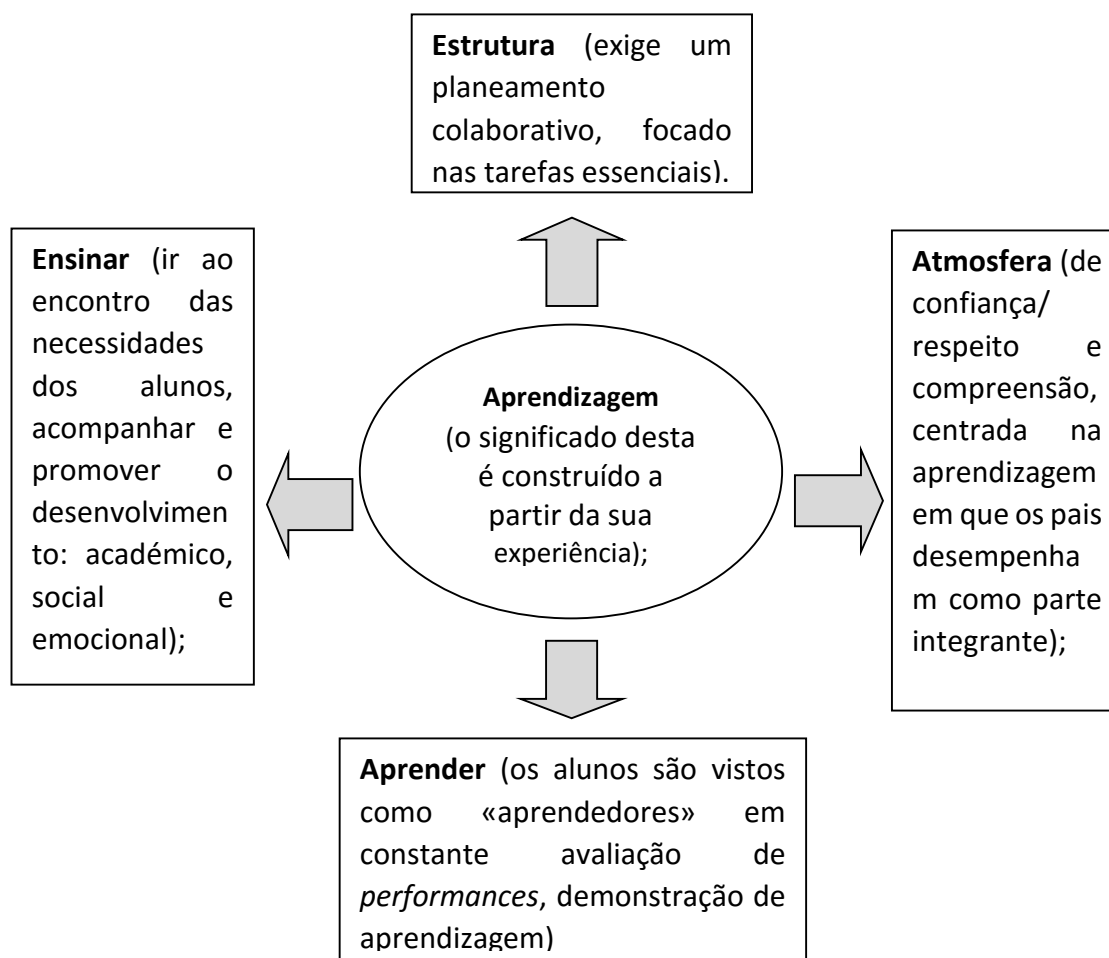 Estrutura (exige um
planeamento
colaborativo, focado
nas tarefas essenciais).
Ensinar (ir ao
encontro das
necessidades
dos alunos,
acompanhar e
promover o
desenvolvimen
to: académico,
social e
emocional);
Aprendizagem
(o significado desta
é construído a
partir da sua
experiência);
Atmosfera (de
confiança/
respeito e
compreensão,
centrada na
aprendizagem
em que os pais
desempenha
m como parte
integrante);
Aprender (os alunos são vistos
como «aprendedores» em
constante avaliação de
performances, demonstração de
aprendizagem)